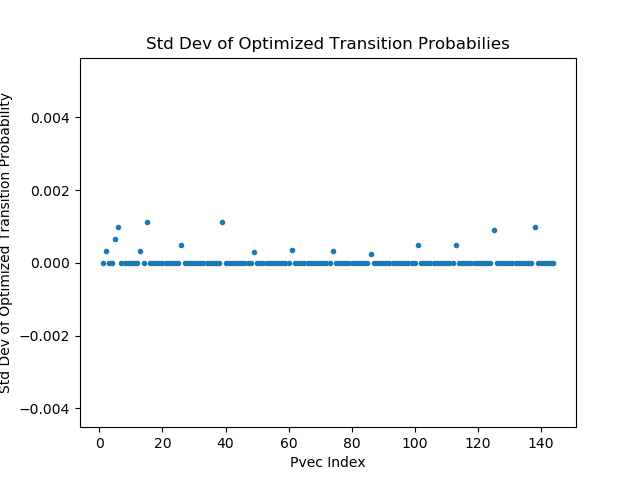 Std Dev of Optimized Transition Probabilies
Std Dev of Optimized Transition Probability
0.004
0.002
0.000
−0.002
−0.004
0 20 40 60 80 100 120 140
Pvec Index